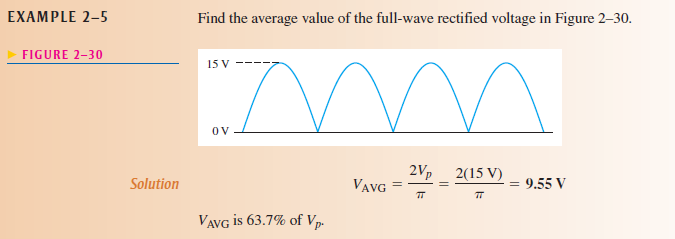 EXAMPLE 2–5
Find the average value of the full-wave rectified voltage in Figure 2–30.
► FIGURE 2–30
15 V
0 V
Solution
V_AVG = 2V_p/π = 2(15 V)/π = 9.55 V
V_AVG is 63.7% of V_p.